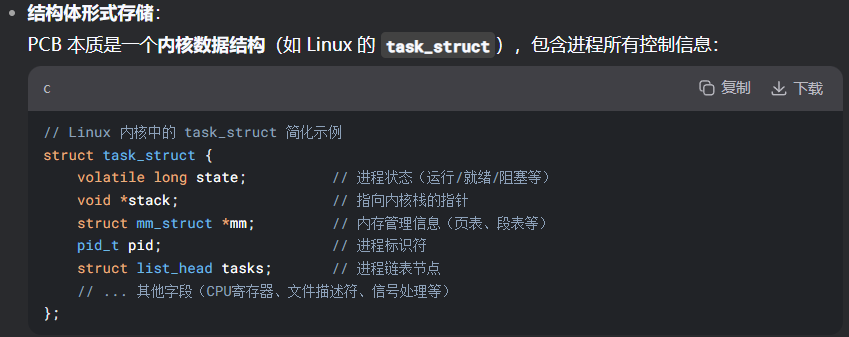 结构体形式存储：
PCB 本质是一个内核数据结构（如 Linux 的 task_struct），包含进程所有控制信息：
c 复制 下载
// Linux 内核中的 task_struct 简化示例
struct task_struct {
    volatile long state;          // 进程状态（运行/就绪/阻塞等）
    void *stack;                  // 指向内核栈的指针
    struct mm_struct *mm;         // 内存管理信息（页表、段表等）
    pid_t pid;                    // 进程标识符
    struct list_head tasks;       // 进程链表节点
    // ... 其他字段（CPU寄存器、文件描述符、信号处理等）
};